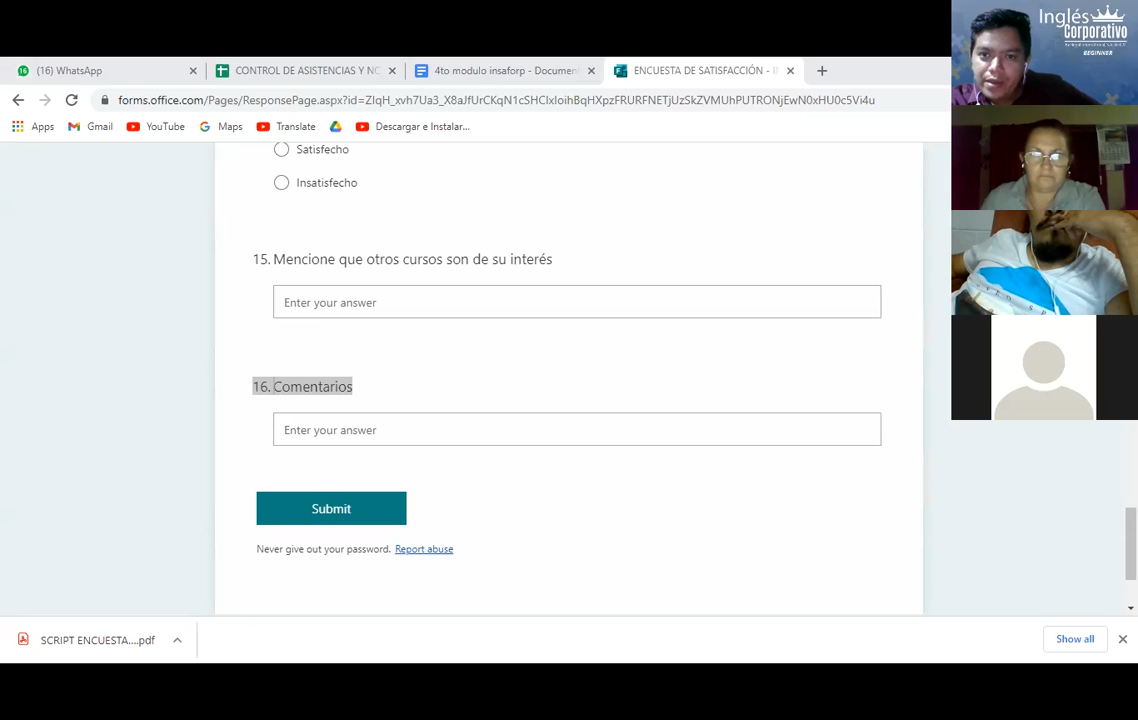 Inglés
Corporativo
BEGINNER
(16) WhatsApp
CONTROL DE ASISTENCIAS Y NO
4to modulo insaforp - Document
ENCUESTA DE SATISFACCIÓN - I
forms.office.com/Pages/ResponsePage.aspx?id=ZIqH_xvh7Ua3_X8aJfUrCKqN1cSHClxIoihBqHXpzFRURFNETjUzSkZVMUhPUTRONjEwN0xHU0c5Vi4u
Apps Gmail YouTube Maps Translate Descargar e Instalar...
Satisfecho
Insatisfecho
15. Mencione que otros cursos son de su interés
Enter your answer
16. Comentarios
Enter your answer
Submit
Never give out your password. Report abuse
SCRIPT ENCUESTA....pdf
Show all